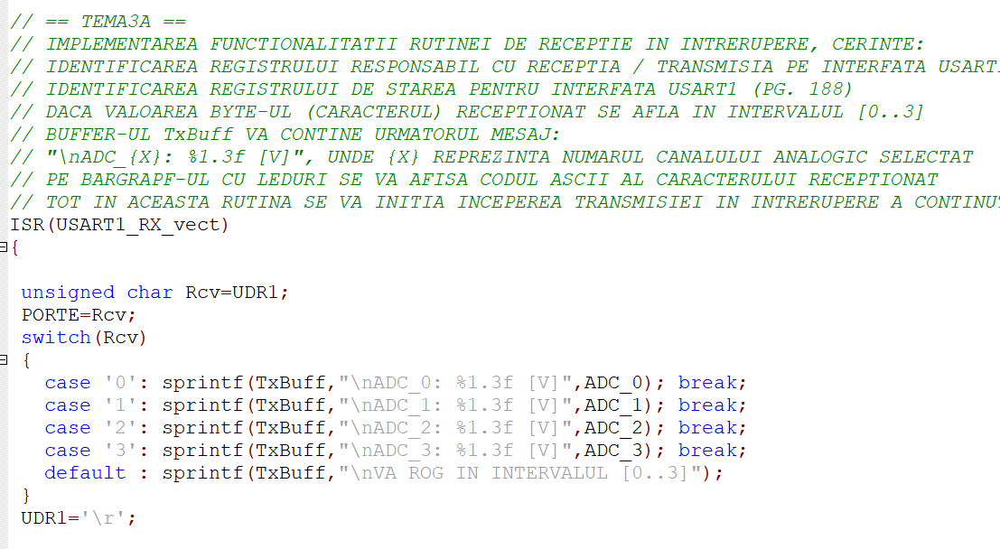 // == TEMA3A ==
// IMPLEMENTAREA FUNCTIONALITATII RUTINEI DE RECEPTIE IN INTRERUPERE, CERINTE:
// IDENTIFICAREA REGISTRULUI RESPONSABIL CU RECEPTIA / TRANSMISIA PE INTERFATA USART1
// IDENTIFICAREA REGISTRULUI DE STAREA PENTRU INTERFATA USART1 (PG. 188)
// DACA VALOAREA BYTE-UL (CARACTERUL) RECEPTIONAT SE AFLA IN INTERVALUL [0..3]
// BUFFER-UL TxBuff VA CONTINE URMATORUL MESAJ:
// "\nADC_{X}: %1.3f [V]", UNDE {X} REPREZINTA NUMARUL CANALULUI ANALOGIC SELECTAT
// PE BARGRAPF-UL CU LEDURI SE VA AFISA CODUL ASCII AL CARACTERULUI RECEPTIONAT
// TOT IN ACEASTA RUTINA SE VA INITIA INCEPEREA TRANSMISIEI IN INTRERUPERE A
ISR(USART1_RX_vect)
{
unsigned char Rcv=UDR1;
PORTE=Rcv;
switch(Rcv)
{
case '0': sprintf(TxBuff,"\nADC_0: %1.3f [V]",ADC_0); break;
case '1': sprintf(TxBuff,"\nADC_1: %1.3f [V]",ADC_1); break;
case '2': sprintf(TxBuff,"\nADC_2: %1.3f [V]",ADC_2); break;
case '3': sprintf(TxBuff,"\nADC_3: %1.3f [V]",ADC_3); break;
default : sprintf(TxBuff,"\nVA ROG IN INTERVALUL [0..3]");
}
UDR1='\r';